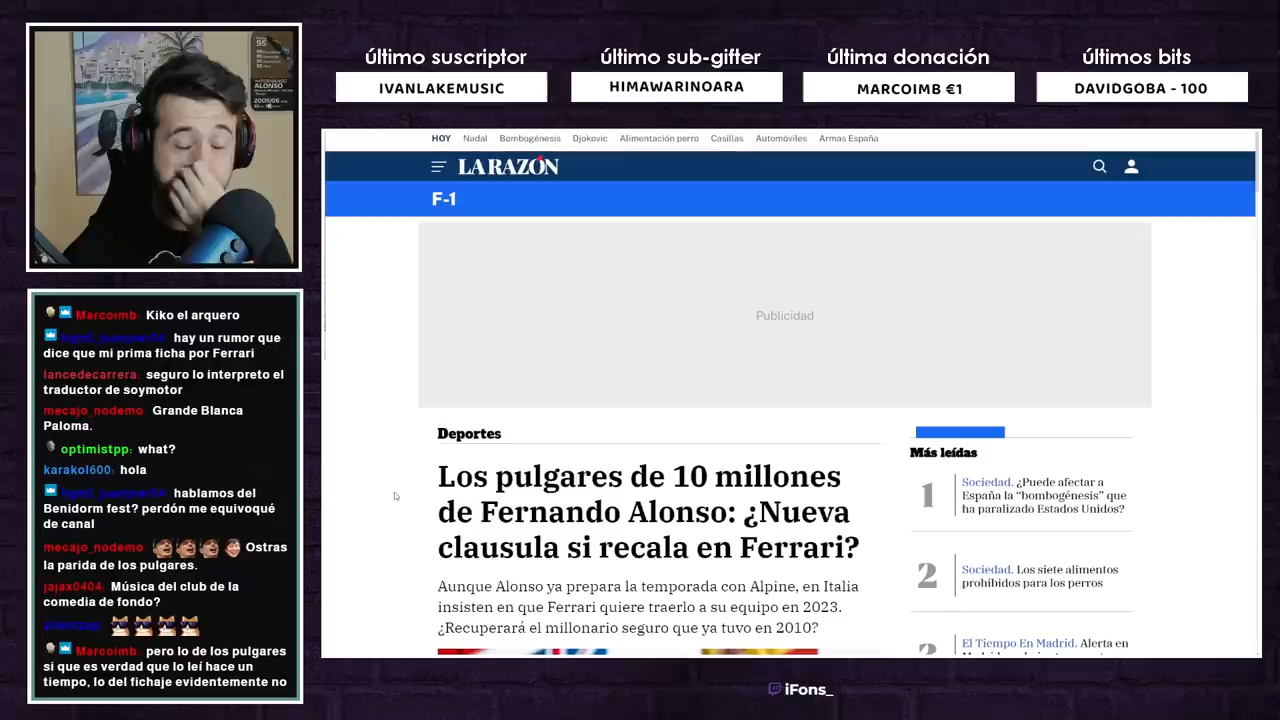 último suscriptor
IVANLAKEMUSIC
último sub-gifter
HIMAWARINOARA
última donación
MARCOIMB €1
últimos bits
DAVIDGOBA - 100
95
ALONSO
2005/06
Marcoimb: Kiko el arquero
hay un rumor que
dice que mi prima ficha por Ferrari
lancedecarrera: seguro lo interpreto el
traductor de soymotor
mecajo_nodemo: Grande Blanca
Paloma.
optimistpp: what?
karakol600: hola
hablamos del
Benidorm fest? perdón me equivoqué
de canal
mecajo_nodemo: Ostras
la parida de los pulgares.
jajax0404: Música del club de la
comedia de fondo?
Marcoimb: pero lo de los pulgares
si que es verdad que lo leí hace un
tiempo, lo del fichaje evidentemente no
HOY Nadal Bombogénesis Djokovic Alimentación perro Casillas Automóviles Armas España
LA RAZÓN
F-1
Publicidad
Deportes
Los pulgares de 10 millones
de Fernando Alonso: ¿Nueva
clausula si recala en Ferrari?
Aunque Alonso ya prepara la temporada con Alpine, en Italia
insisten en que Ferrari quiere traerlo a su equipo en 2023.
¿Recuperará el millonario seguro que ya tuvo en 2010?
Más leídas
1
Sociedad. ¿Puede afectar a
España la “bombogénesis” que
ha paralizado Estados Unidos?
2
Sociedad. Los siete alimentos
prohibidos para los perros
El Tiempo En Madrid. Alerta en
iFons_